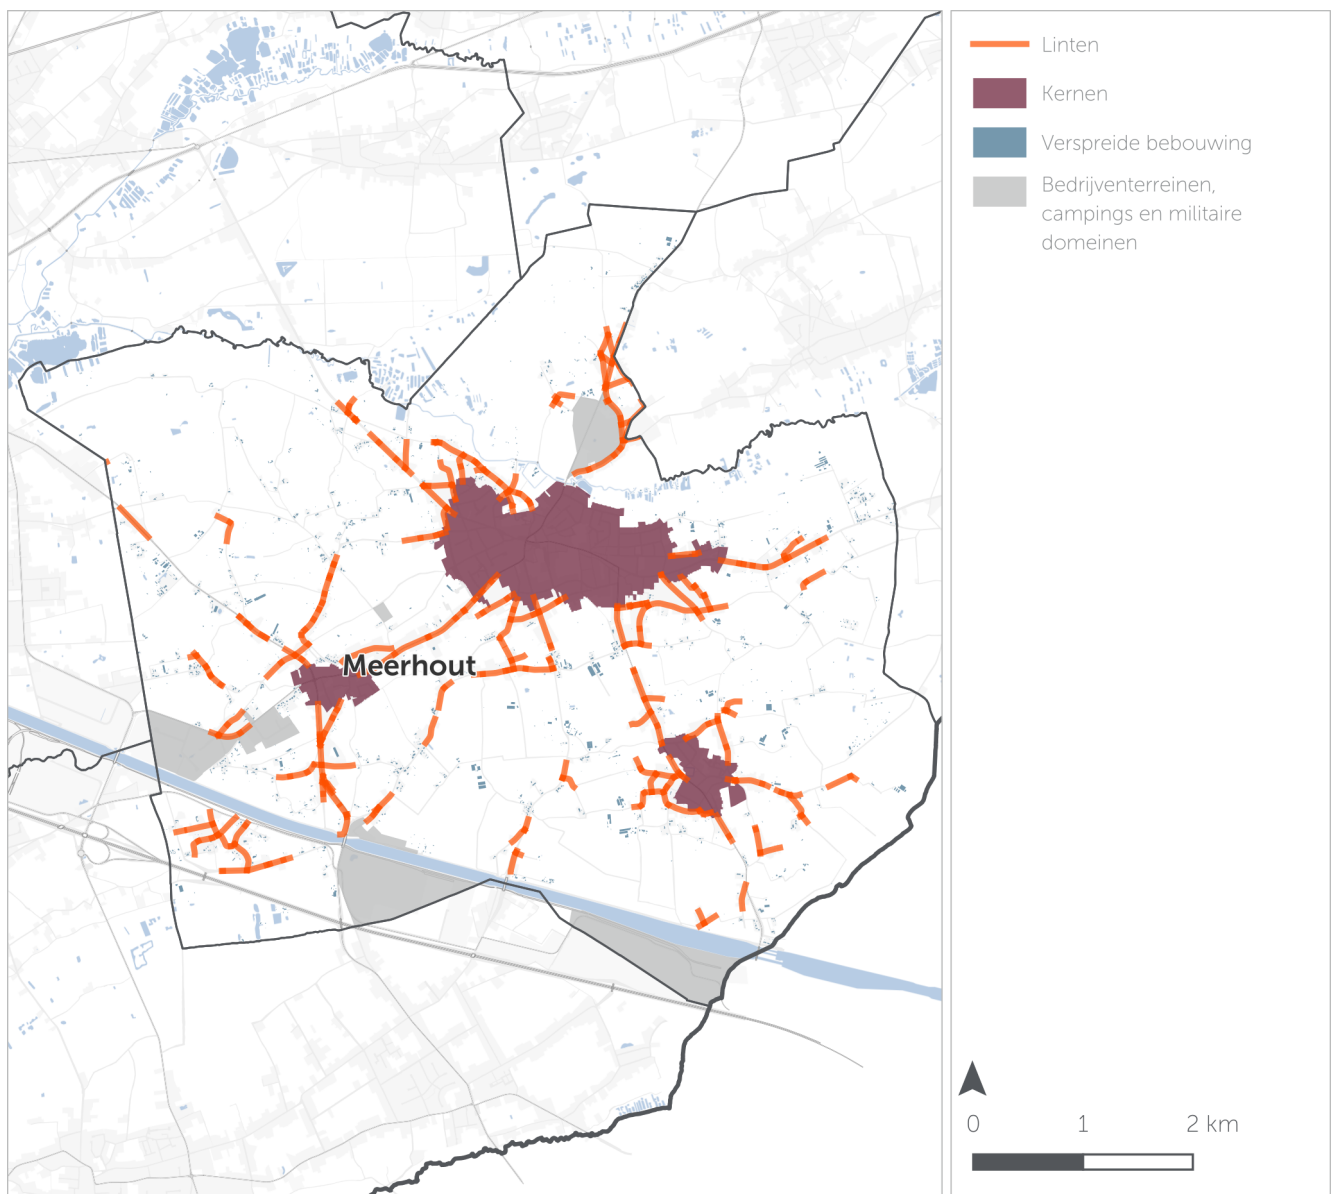 Linten
Kernen
Verspreide bebouwing
Bedrijventerreinen,
campings en militaire
domeinen
Meerhout
0 1 2 km